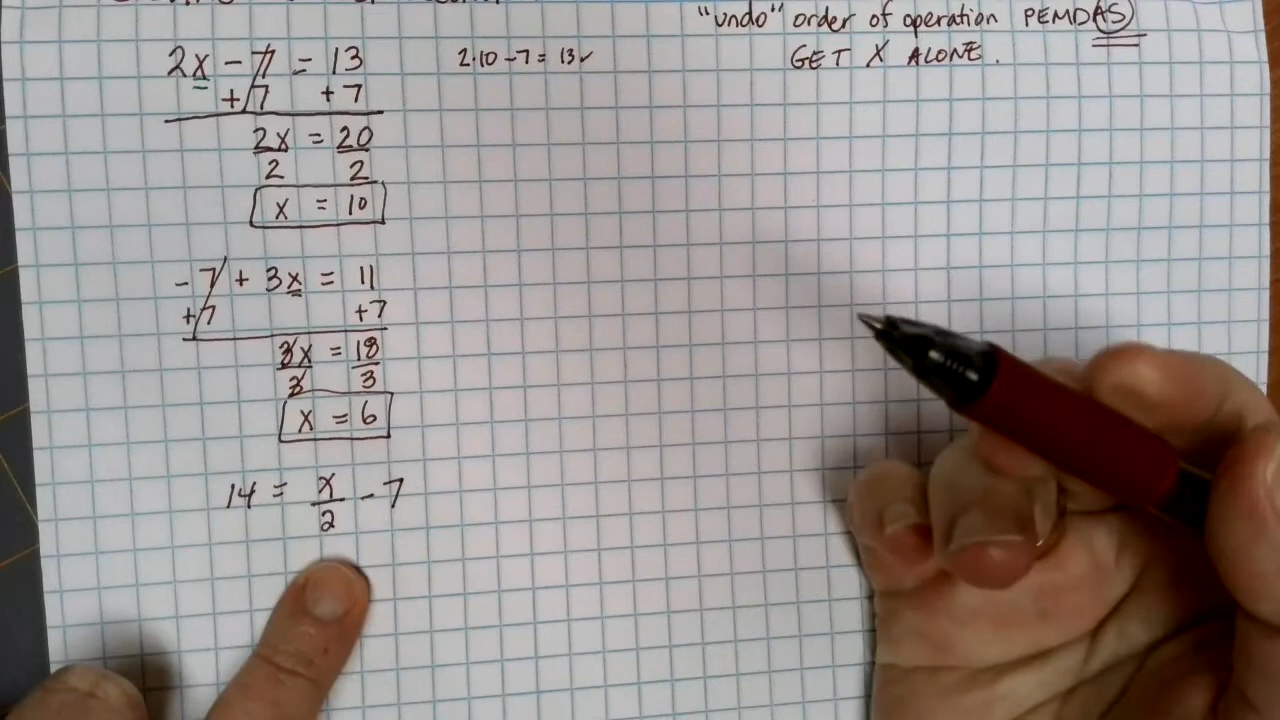 "undo" order of operation PEMDAS
GET X ALONE.
2x - 7 = 13
2·10 - 7 = 13 ✓
+7 +7
2x = 20
2 2
x = 10
-7 + 3x = 11
+7 +7
3x = 18
3 3
x = 6
14 = x/2 - 7